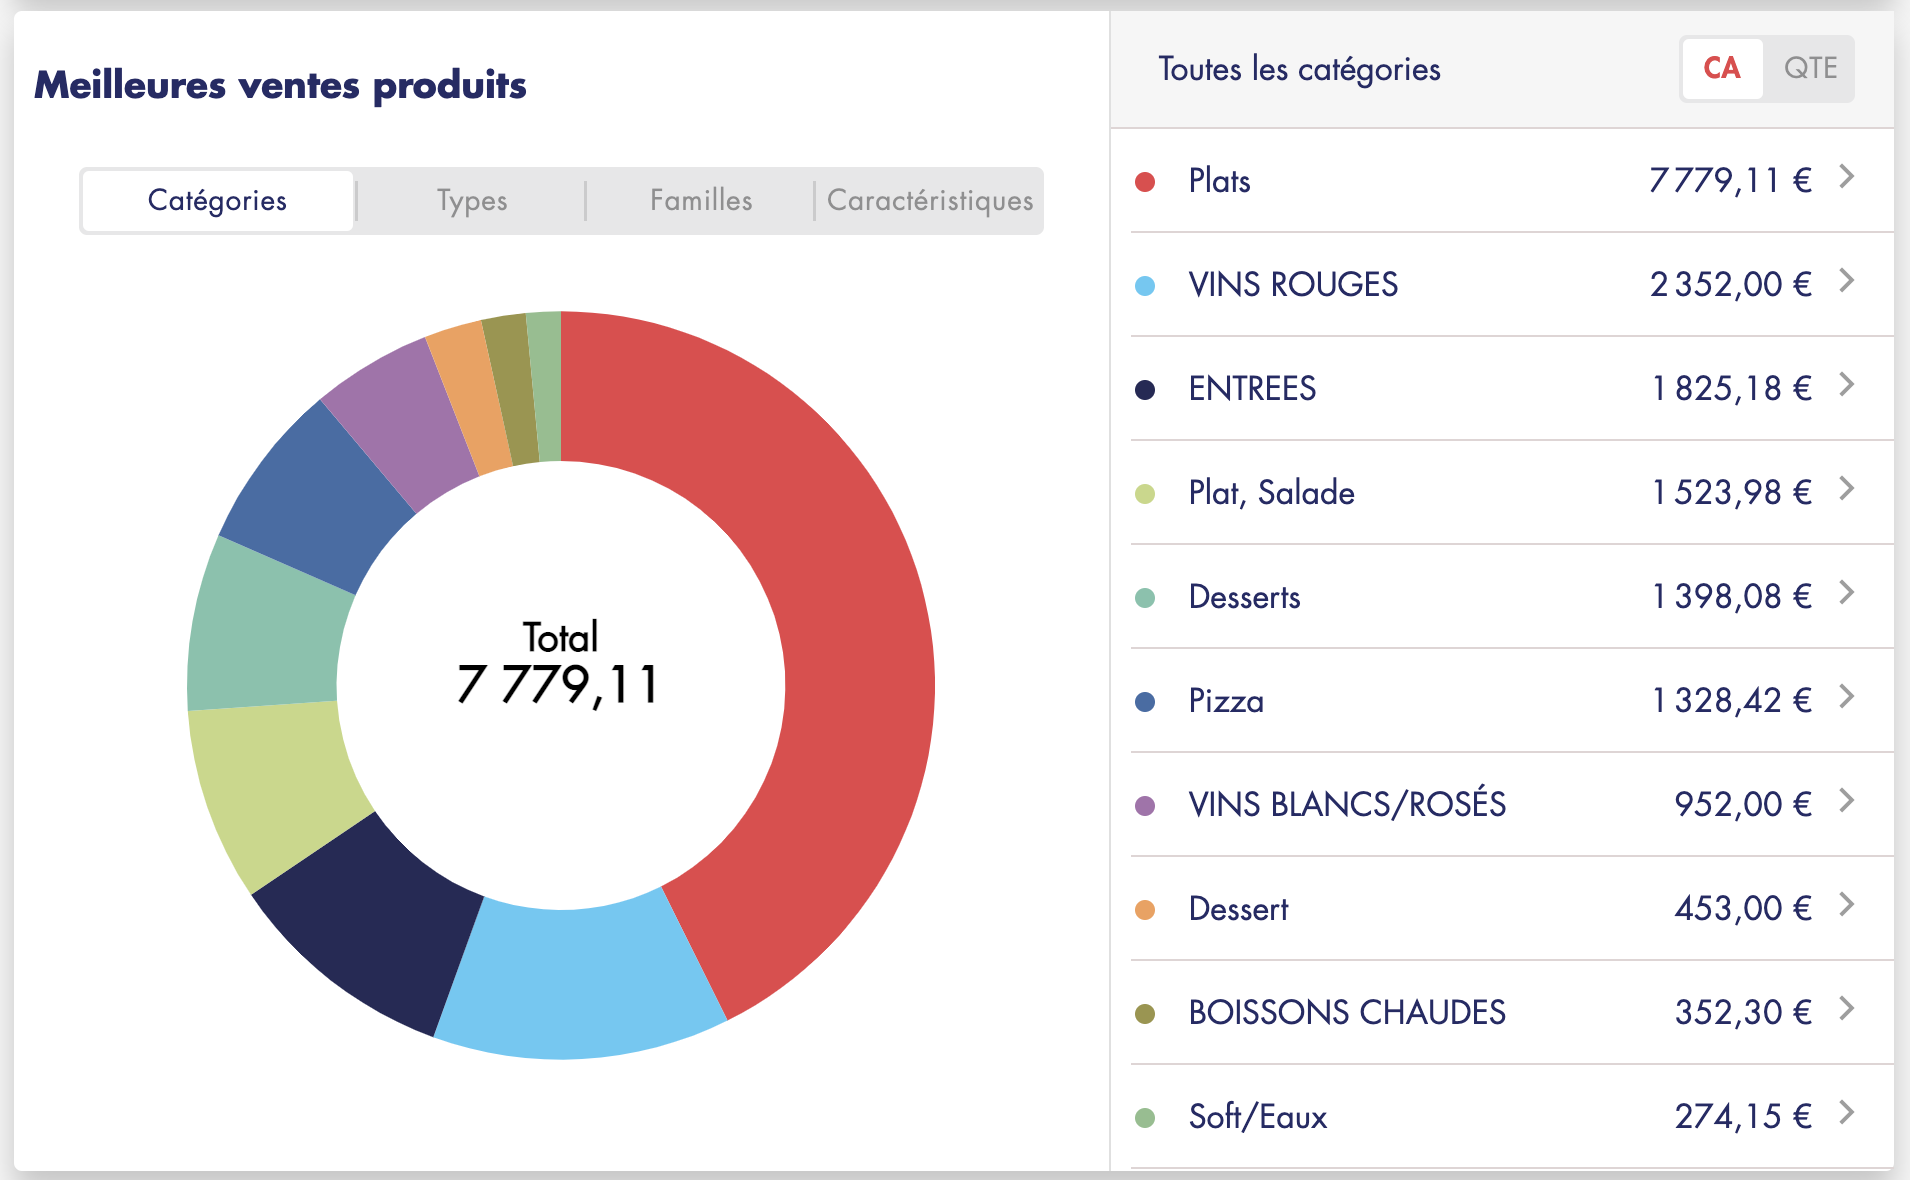 Meilleures ventes produits
Catégories Types Familles Caractéristiques
Total
7 779,11
Toutes les catégories CA QTE
Plats 7 779,11 €
VINS ROUGES 2 352,00 €
ENTREES 1 825,18 €
Plat, Salade 1 523,98 €
Desserts 1 398,08 €
Pizza 1 328,42 €
VINS BLANCS/ROSÉS 952,00 €
Dessert 453,00 €
BOISSONS CHAUDES 352,30 €
Soft/Eaux 274,15 €